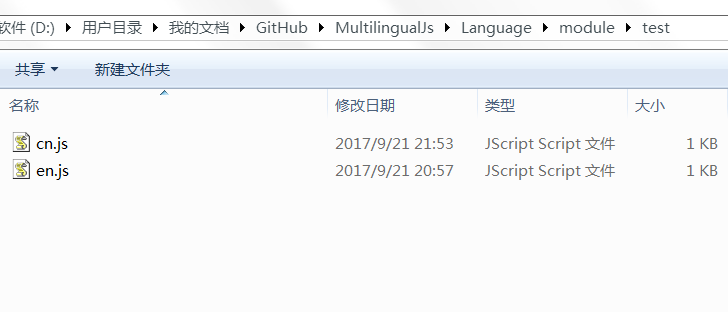 软件 (D:) 用户目录 我的文档 GitHub MultilingualJs Language module test
共享 新建文件夹
名称 修改日期 类型 大小
cn.js 2017/9/21 21:53 JScript Script 文件 1 KB
en.js 2017/9/21 20:57 JScript Script 文件 1 KB